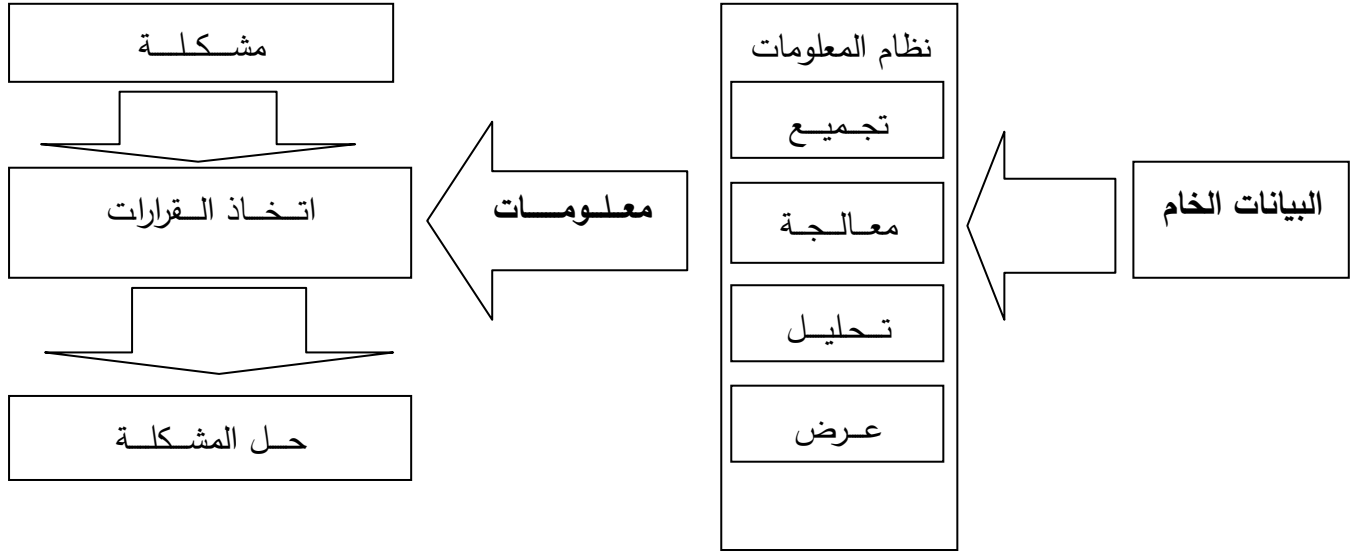 مشكلة
نظام المعلومات
تجميع
البيانات الخام
معلومات
اتخاذ القرارات
معالجة
تحليل
عرض
حل المشكلة